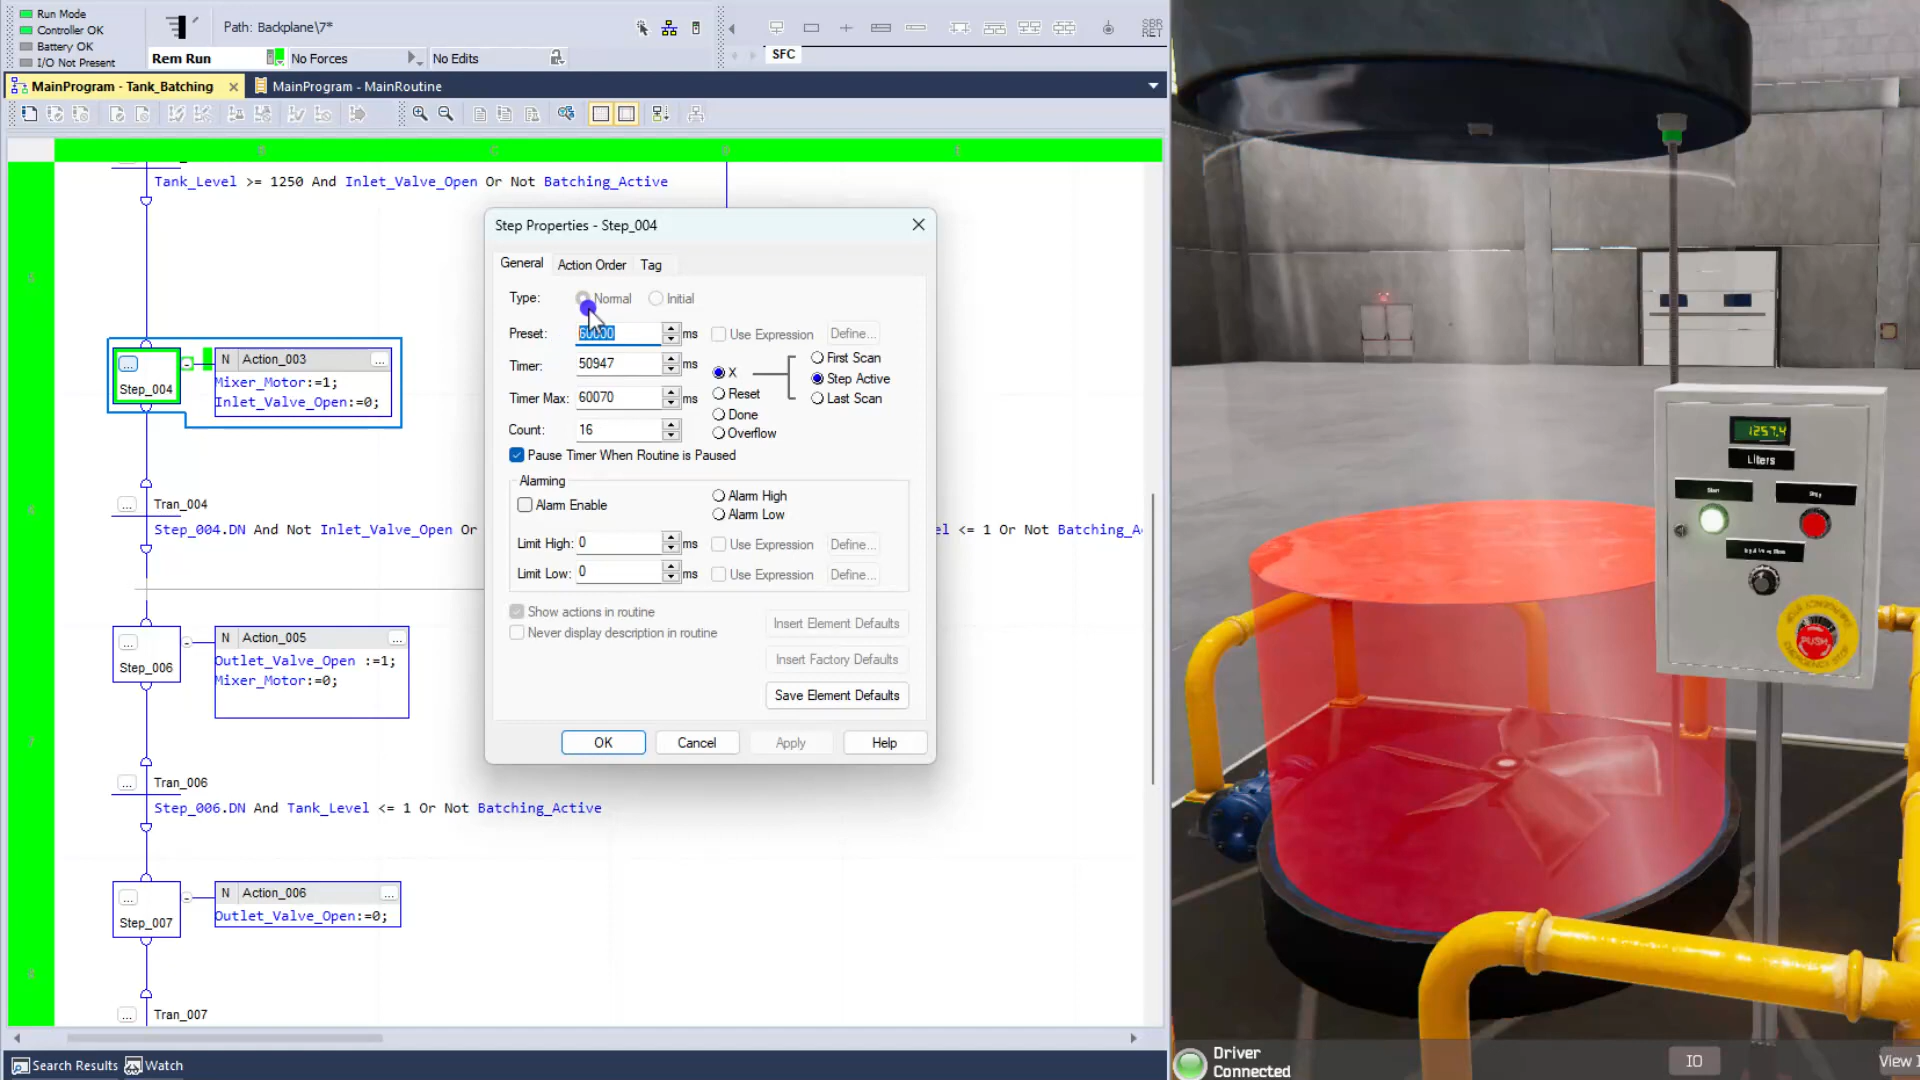 Run Mode
Controller OK
Battery OK
I/O Not Present
Path: Backplane\7*
Rem Run
No Forces
No Edits
SFC
SBR
RET
MainProgram - Tank_Batching
MainProgram - MainRoutine
Tank_Level >= 1250 And Inlet_Valve_Open Or Not Batching_Active
Step_004
N Action_003
Mixer_Motor:=1;
Inlet_Valve_Open:=0;
Tran_004
Step_004.DN And Not Inlet_Valve_Open Or
<= 1 Or Not Batching_A
Step_006
N Action_005
Outlet_Valve_Open :=1;
Mixer_Motor:=0;
Tran_006
Step_006.DN And Tank_Level <= 1 Or Not Batching_Active
Step_007
N Action_006
Outlet_Valve_Open:=0;
Tran_007
Step Properties - Step_004
General
Action Order
Tag
Type:
Normal
Initial
Preset:
60000
ms
Use Expression
Define...
Timer:
50947
ms
X
First Scan
Step Active
Last Scan
Timer Max:
60070
ms
Reset
Done
Overflow
Count:
16
Pause Timer When Routine is Paused
Alarming
Alarm Enable
Alarm High
Alarm Low
Limit High:
0
ms
Use Expression
Define...
Limit Low:
0
ms
Use Expression
Define...
Show actions in routine
Never display description in routine
Insert Element Defaults
Insert Factory Defaults
Save Element Defaults
OK
Cancel
Apply
Help
Search Results
Watch
1257.4
Liters
Start
Stop
PUSH
EMERGENCY STOP
Driver
Connected
IO
View